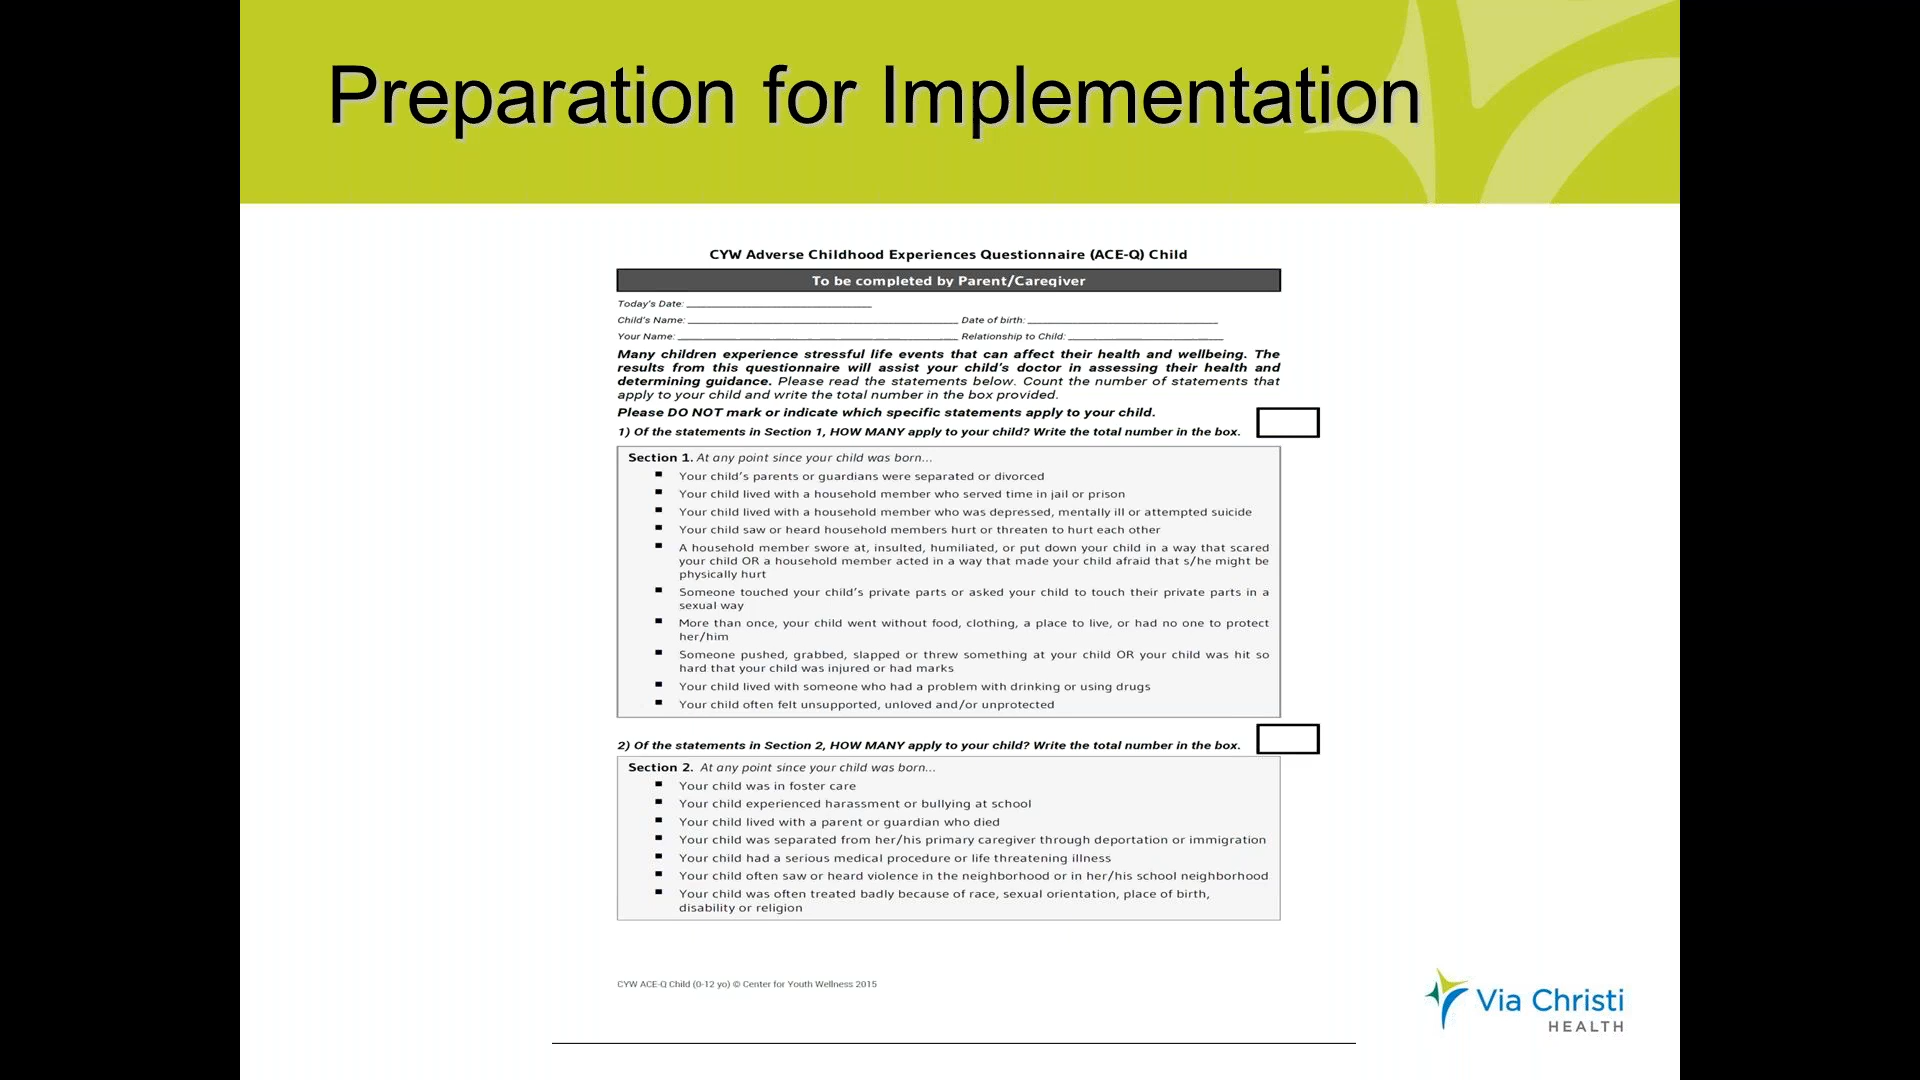 Preparation for Implementation
CYW Adverse Childhood Experiences Questionnaire (ACE-Q) Child
To be completed by Parent/Caregiver
Today's Date:
Child's Name: Date of birth:
Your Name: Relationship to Child:
Many children experience stressful life events that can affect their health and wellbeing. The
results from this questionnaire will assist your child's doctor in assessing their health and
determining guidance. Please read the statements below. Count the number of statements that
apply to your child and write the total number in the box provided.
Please DO NOT mark or indicate which specific statements apply to your child.
1) Of the statements in Section 1, HOW MANY apply to your child? Write the total number in the box.
Section 1. At any point since your child was born...
Your child's parents or guardians were separated or divorced
Your child lived with a household member who served time in jail or prison
Your child lived with a household member who was depressed, mentally ill or attempted suicide
Your child saw or heard household members hurt or threaten to hurt each other
A household member swore at, insulted, humiliated, or put down your child in a way that scared
your child OR a household member acted in a way that made your child afraid that s/he might be
physically hurt
Someone touched your child's private parts or asked your child to touch their private parts in a
sexual way
More than once, your child went without food, clothing, a place to live, or had no one to protect
her/him
Someone pushed, grabbed, slapped or threw something at your child OR your child was hit so
hard that your child was injured or had marks
Your child lived with someone who had a problem with drinking or using drugs
Your child often felt unsupported, unloved and/or unprotected
2) Of the statements in Section 2, HOW MANY apply to your child? Write the total number in the box.
Section 2. At any point since your child was born...
Your child was in foster care
Your child experienced harassment or bullying at school
Your child lived with a parent or guardian who died
Your child was separated from her/his primary caregiver through deportation or immigration
Your child had a serious medical procedure or life threatening illness
Your child often saw or heard violence in the neighborhood or in her/his school neighborhood
Your child was often treated badly because of race, sexual orientation, place of birth,
disability or religion
CYW ACE-Q Child (0-12 yo) © Center for Youth Wellness 2015
Via Christi
HEALTH